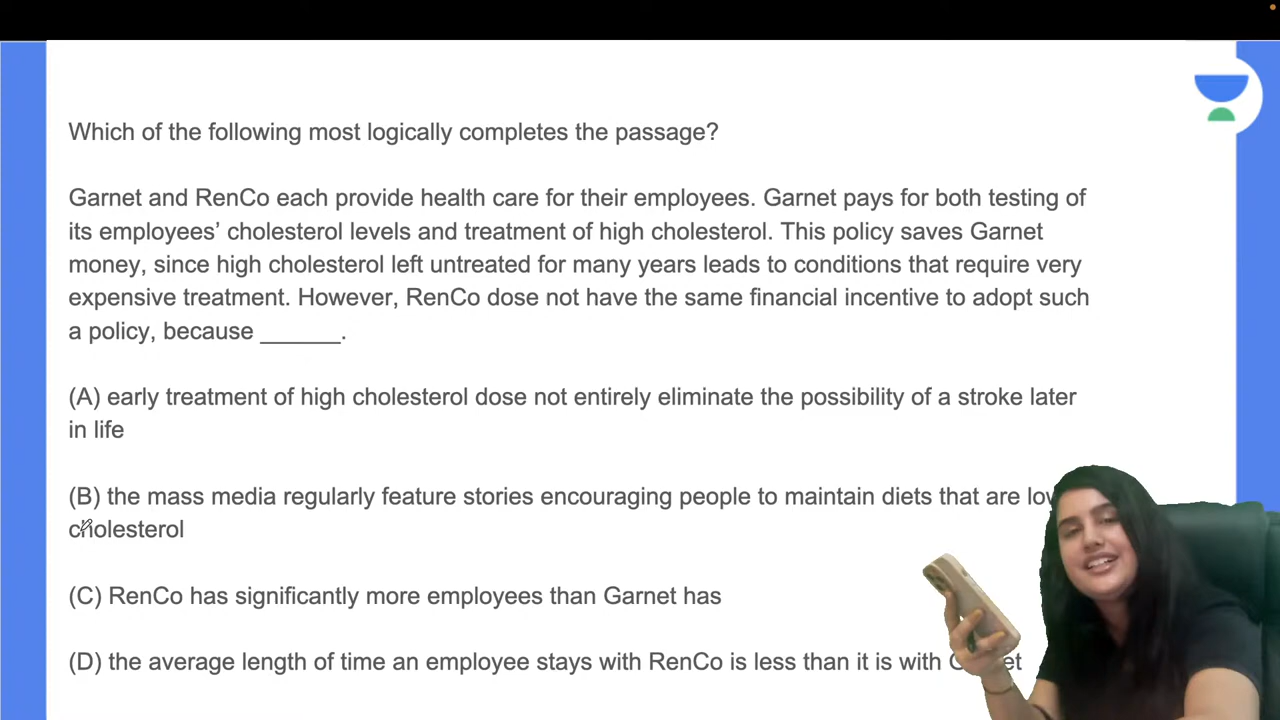 Which of the following most logically completes the passage?
Garnet and RenCo each provide health care for their employees. Garnet pays for both testing of
its employees’ cholesterol levels and treatment of high cholesterol. This policy saves Garnet
money, since high cholesterol left untreated for many years leads to conditions that require very
expensive treatment. However, RenCo dose not have the same financial incentive to adopt such
a policy, because _______.
(A) early treatment of high cholesterol dose not entirely eliminate the possibility of a stroke later
in life
(B) the mass media regularly feature stories encouraging people to maintain diets that are
cholesterol
(C) RenCo has significantly more employees than Garnet has
(D) the average length of time an employee stays with RenCo is less than it is with